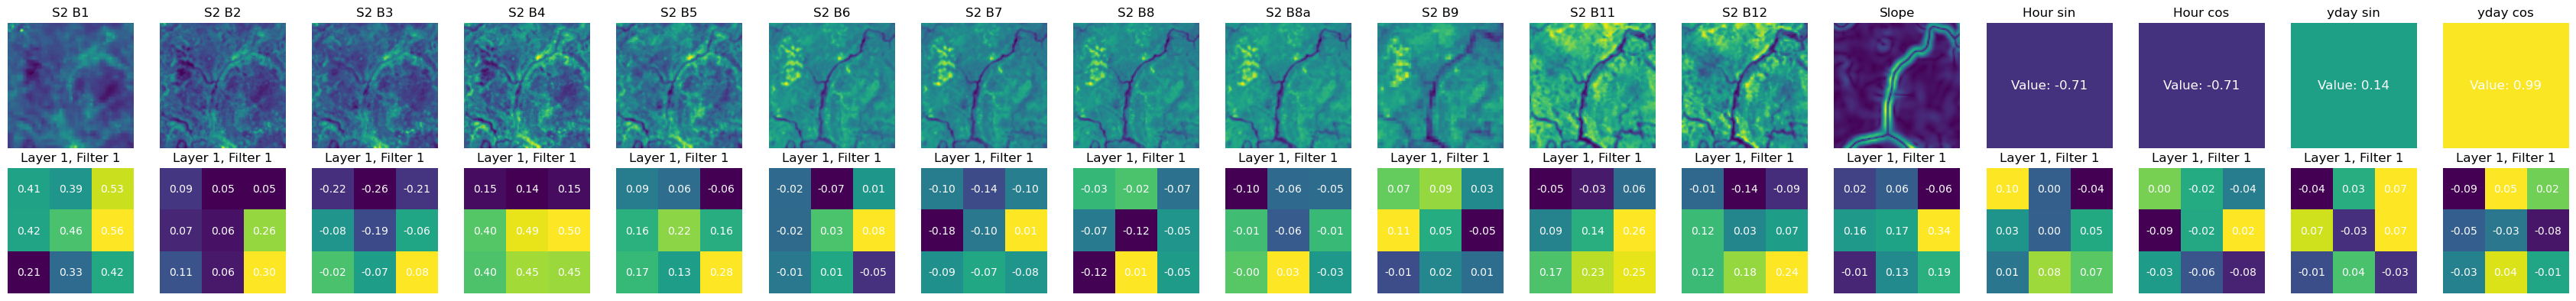 S2 B1 S2 B2 S2 B3 S2 B4 S2 B5 S2 B6 S2 B7 S2 B8 S2 B8a S2 B9 S2 B11 S2 B12 Slope Hour sin Hour cos yday sin yday cos
Value: -0.71 Value: -0.71 Value: 0.14 Value: 0.99
Layer 1, Filter 1 Layer 1, Filter 1 Layer 1, Filter 1 Layer 1, Filter 1 Layer 1, Filter 1 Layer 1, Filter 1 Layer 1, Filter 1 Layer 1, Filter 1 Layer 1, Filter 1 Layer 1, Filter 1 Layer 1, Filter 1 Layer 1, Filter 1 Layer 1, Filter 1 Layer 1, Filter 1 Layer 1, Filter 1 Layer 1, Filter 1 Layer 1, Filter 1
0.41 0.39 0.53 0.09 0.05 0.05 -0.22 -0.26 -0.21 0.15 0.14 0.15 0.09 0.06 -0.06 -0.02 -0.07 0.01 -0.10 -0.14 -0.10 -0.03 -0.02 -0.07 -0.10 -0.06 -0.05 0.07 0.09 0.03 -0.05 -0.03 0.06 -0.01 -0.14 -0.09 0.02 0.06 -0.06 0.10 0.00 -0.04 0.00 -0.02 -0.04 -0.04 0.03 0.07 -0.09 0.05 0.02
0.42 0.46 0.56 0.07 0.06 0.26 -0.08 -0.19 -0.06 0.40 0.49 0.50 0.16 0.22 0.16 -0.02 0.03 0.08 -0.18 -0.10 0.01 -0.07 -0.12 -0.05 -0.01 -0.06 -0.01 0.11 0.05 -0.05 0.09 0.14 0.26 0.12 0.03 0.07 0.16 0.17 0.34 0.03 0.00 0.05 -0.09 -0.02 0.02 0.07 -0.03 0.07 -0.05 -0.03 -0.08
0.21 0.33 0.42 0.11 0.06 0.30 -0.02 -0.07 0.08 0.40 0.45 0.45 0.17 0.13 0.28 -0.01 0.01 -0.05 -0.09 -0.07 -0.08 -0.12 0.01 -0.05 -0.00 0.03 -0.03 -0.01 0.02 0.01 0.17 0.23 0.25 0.12 0.18 0.24 -0.01 0.13 0.19 0.01 0.08 0.07 -0.03 -0.06 -0.08 -0.01 0.04 -0.03 -0.03 0.04 -0.01